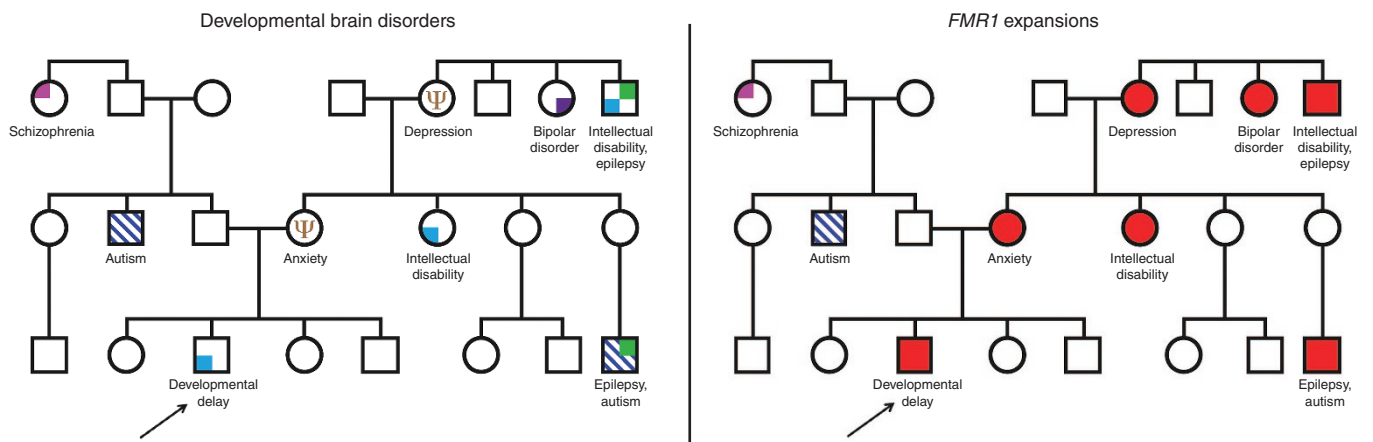 Developmental brain disorders
Ψ
Schizophrenia
Depression
Bipolar
disorder
Intellectual
disability,
epilepsy
Ψ
Autism
Anxiety
Intellectual
disability
Developmental
delay
Epilepsy,
autism
FMR1 expansions
Schizophrenia
Depression
Bipolar
disorder
Intellectual
disability,
epilepsy
Autism
Anxiety
Intellectual
disability
Developmental
delay
Epilepsy,
autism